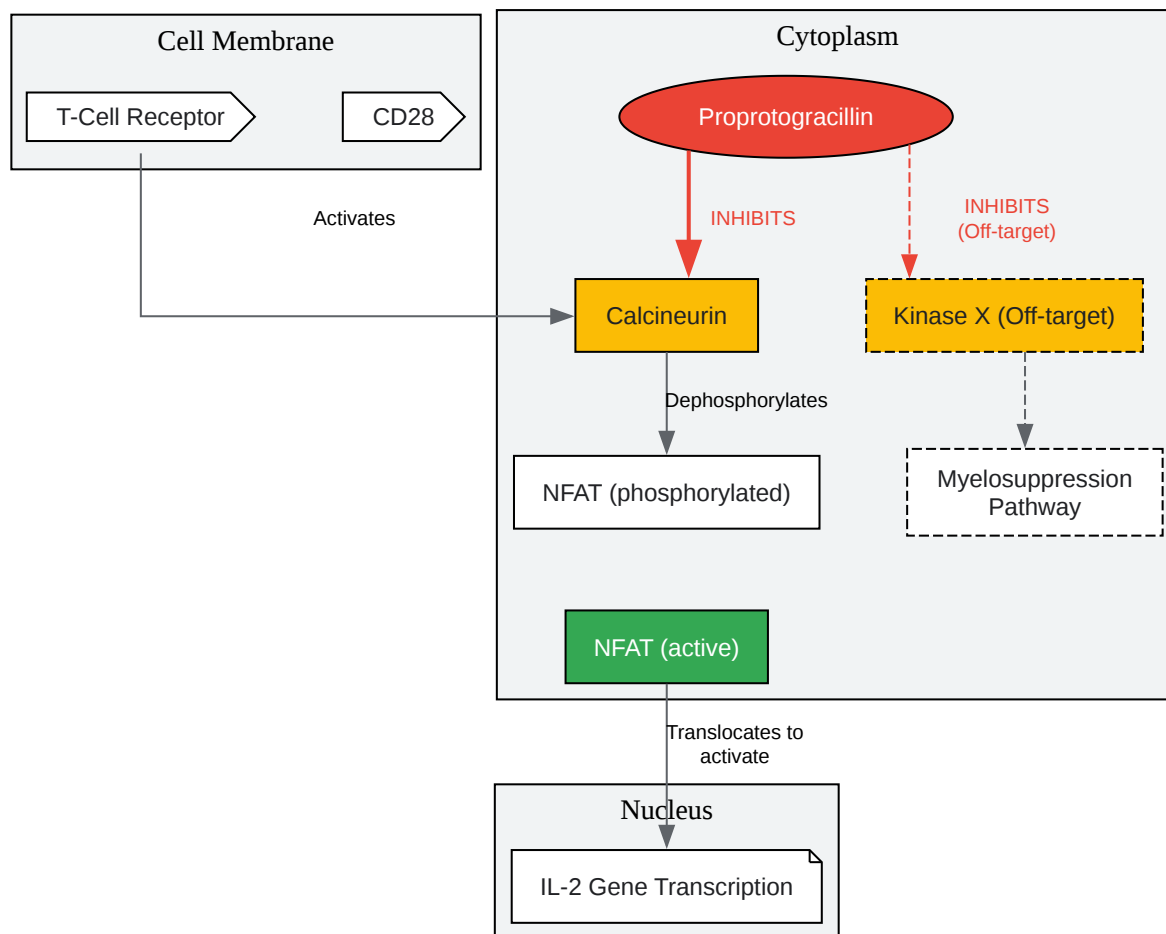 Cell Membrane
T-Cell Receptor
CD28
Activates
Cytoplasm
Proprotogracillin
INHIBITS
INHIBITS
(Off-target)
Calcineurin
Kinase X (Off-target)
Dephosphorylates
NFAT (phosphorylated)
Myelosuppression
Pathway
NFAT (active)
Translocates to
activate
Nucleus
IL-2 Gene Transcription